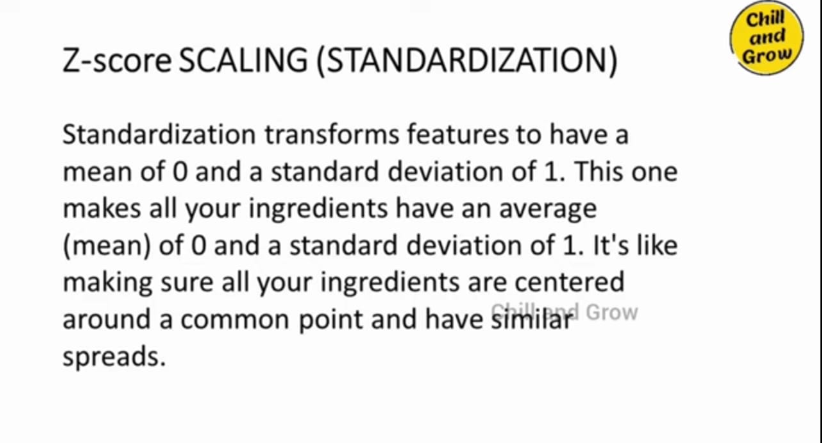 Chill
and
Grow
Z-score SCALING (STANDARDIZATION)
Standardization transforms features to have a
mean of 0 and a standard deviation of 1. This one
makes all your ingredients have an average
(mean) of 0 and a standard deviation of 1. It's like
making sure all your ingredients are centered
around a common point and have similar
spreads.
Chill and Grow